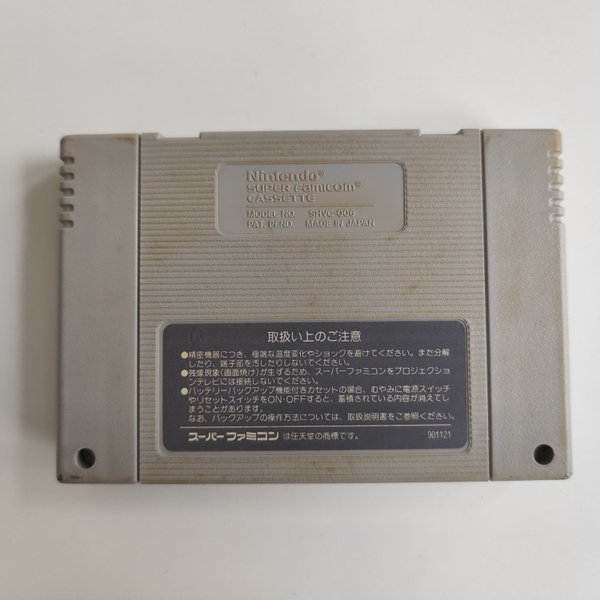 Nintendo®
SUPER Famicom®
CASSETTE
MODEL NO. SHVC-006
PAT. PEND. MADE IN JAPAN
取扱い上のご注意
●精密機器につき、極端な温度変化やショックを避けてください。また分解
したり、端子部を汚したりしないでください。
●残像現象(画面焼け)が生ずるため、スーパーファミコンをプロジェクショ
ンテレビには接続しないでください。
●バッテリーバックアップ機能付きカセットの場合、むやみに電源スイッチ
やリセットスイッチをON・OFFすると、蓄積されている内容が消えてし
まうことがあります。
なお、バックアップの操作方法については、取扱説明書をご参照ください。
スーパーファミコン は任天堂の商標です。 901121